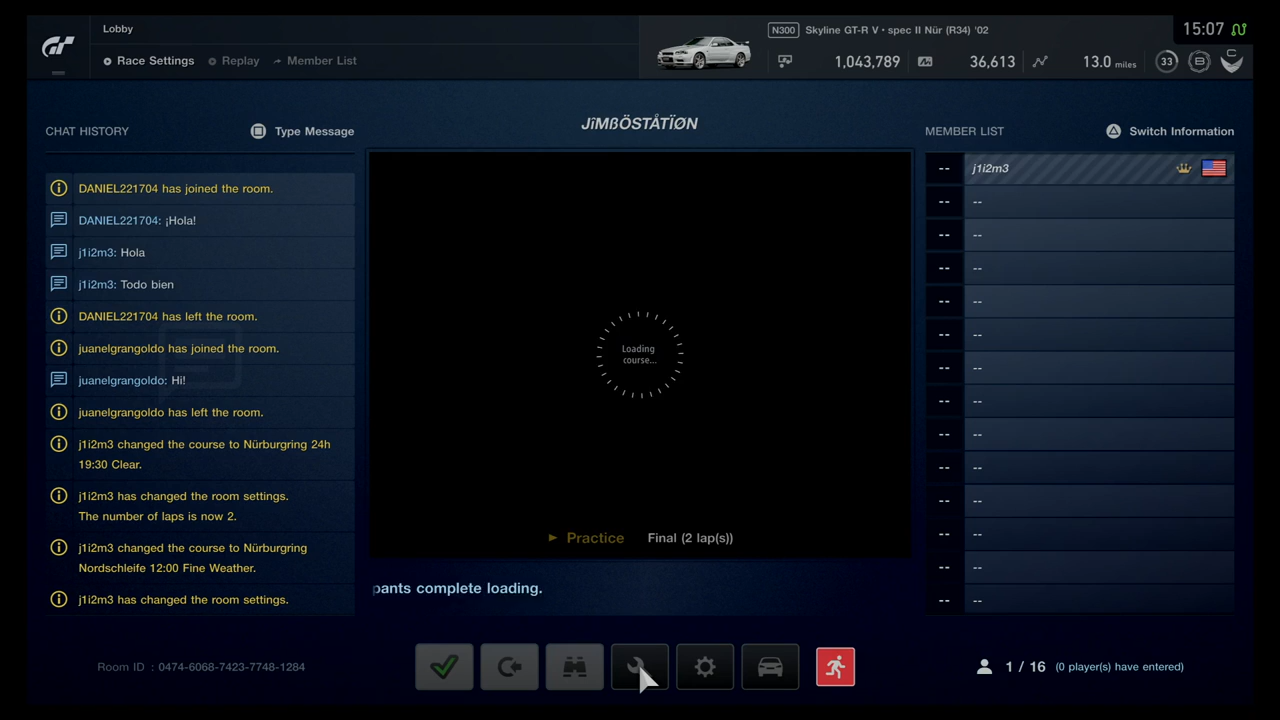 Lobby
Race Settings
Replay
Member List
N300
Skyline GT-R V • spec II Nür (R34) '02
15:07
1,043,789
36,613
13.0 miles
33
B
C
CHAT HISTORY
Type Message
JïMßÖSTÅTÏØN
MEMBER LIST
Switch Information
DANIEL221704 has joined the room.
DANIEL221704: ¡Hola!
j1i2m3: Hola
j1i2m3: Todo bien
DANIEL221704 has left the room.
juanelgrangoldo has joined the room.
juanelgrangoldo: Hi!
juanelgrangoldo has left the room.
j1i2m3 changed the course to Nürburgring 24h
19:30 Clear.
j1i2m3 has changed the room settings.
The number of laps is now 2.
j1i2m3 changed the course to Nürburgring
Nordschleife 12:00 Fine Weather.
j1i2m3 has changed the room settings.
Loading
course...
Practice
Final (2 lap(s))
pants complete loading.
-- j1i2m3
-- --
-- --
-- --
-- --
-- --
-- --
-- --
-- --
-- --
-- --
-- --
-- --
-- --
Room ID : 0474-6068-7423-7748-1284
1 / 16 (0 player(s) have entered)